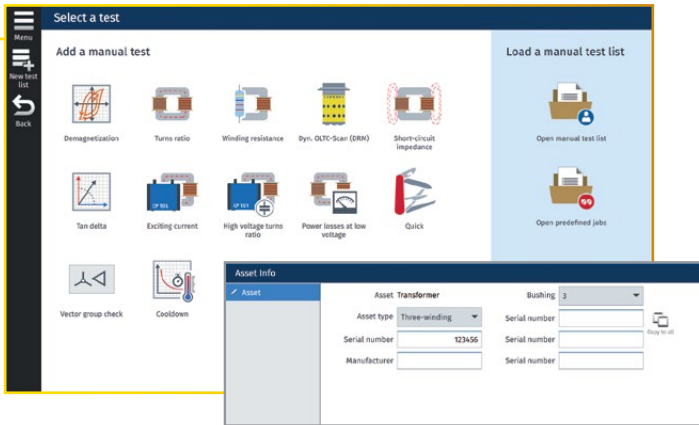 Select a test
Menu
New test
list
Back
Add a manual test
Demagnetization
Turns ratio
Winding resistance
Dyn. OLTC-Scan (DRN)
Short-circuit
impedance
Tan delta
Exciting current
High voltage turns
ratio
Power losses at low
voltage
Quick
Vector group check
Cooldown
Load a manual test list
Open manual test list
Open predefined jobs
Asset Info
Asset
Asset Transformer
Asset type Three-winding
Serial number 123456
Manufacturer
Bushing 3
Serial number
Serial number
Serial number
Copy to all